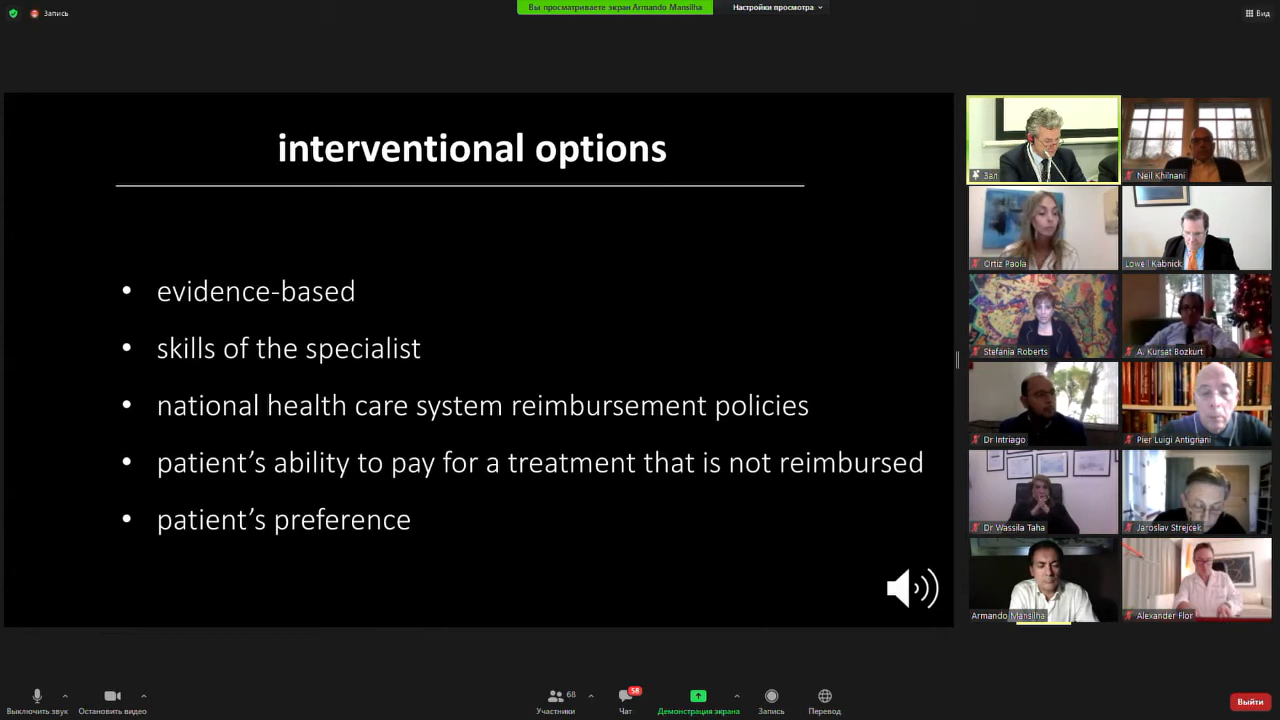 Запись
Вы просматриваете экран Armando Mansilha
Настройки просмотра
Вид
interventional options
• evidence-based
• skills of the specialist
• national health care system reimbursement policies
• patient’s ability to pay for a treatment that is not reimbursed
• patient’s preference
Зал
Neil Khilnani
Ortiz Paola
Lowell Kabnick
Stefania Roberts
A. Kursat Bozkurt
Dr Intriago
Pier Luigi Antignani
Dr Wassila Taha
Jaroslav Strejcek
Armando Mansilha
Alexander Flor
Выключить звук
Остановить видео
68
Участники
58
Чат
Демонстрация экрана
Запись
Перевод
Выйти